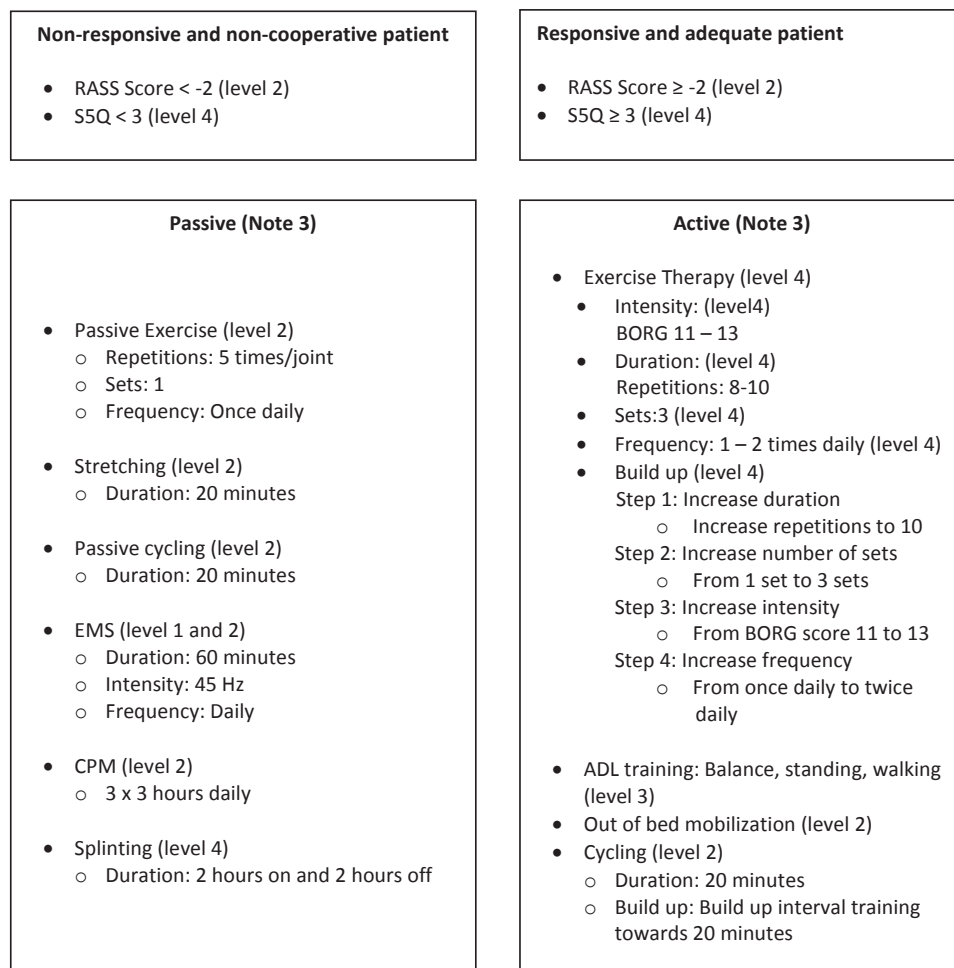 Non-responsive and non-cooperative patient
• RASS Score < -2 (level 2)
• S5Q < 3 (level 4)
Responsive and adequate patient
• RASS Score ≥ -2 (level 2)
• S5Q ≥ 3 (level 4)
Passive (Note 3)
• Passive Exercise (level 2)
o Repetitions: 5 times/joint
o Sets: 1
o Frequency: Once daily
• Stretching (level 2)
o Duration: 20 minutes
• Passive cycling (level 2)
o Duration: 20 minutes
• EMS (level 1 and 2)
o Duration: 60 minutes
o Intensity: 45 Hz
o Frequency: Daily
• CPM (level 2)
o 3 x 3 hours daily
• Splinting (level 4)
o Duration: 2 hours on and 2 hours off
Active (Note 3)
• Exercise Therapy (level 4)
• Intensity: (level4)
BORG 11 – 13
• Duration: (level 4)
Repetitions: 8-10
• Sets:3 (level 4)
• Frequency: 1 – 2 times daily (level 4)
• Build up (level 4)
Step 1: Increase duration
o Increase repetitions to 10
Step 2: Increase number of sets
o From 1 set to 3 sets
Step 3: Increase intensity
o From BORG score 11 to 13
Step 4: Increase frequency
o From once daily to twice
daily
• ADL training: Balance, standing, walking
(level 3)
• Out of bed mobilization (level 2)
• Cycling (level 2)
o Duration: 20 minutes
o Build up: Build up interval training
towards 20 minutes